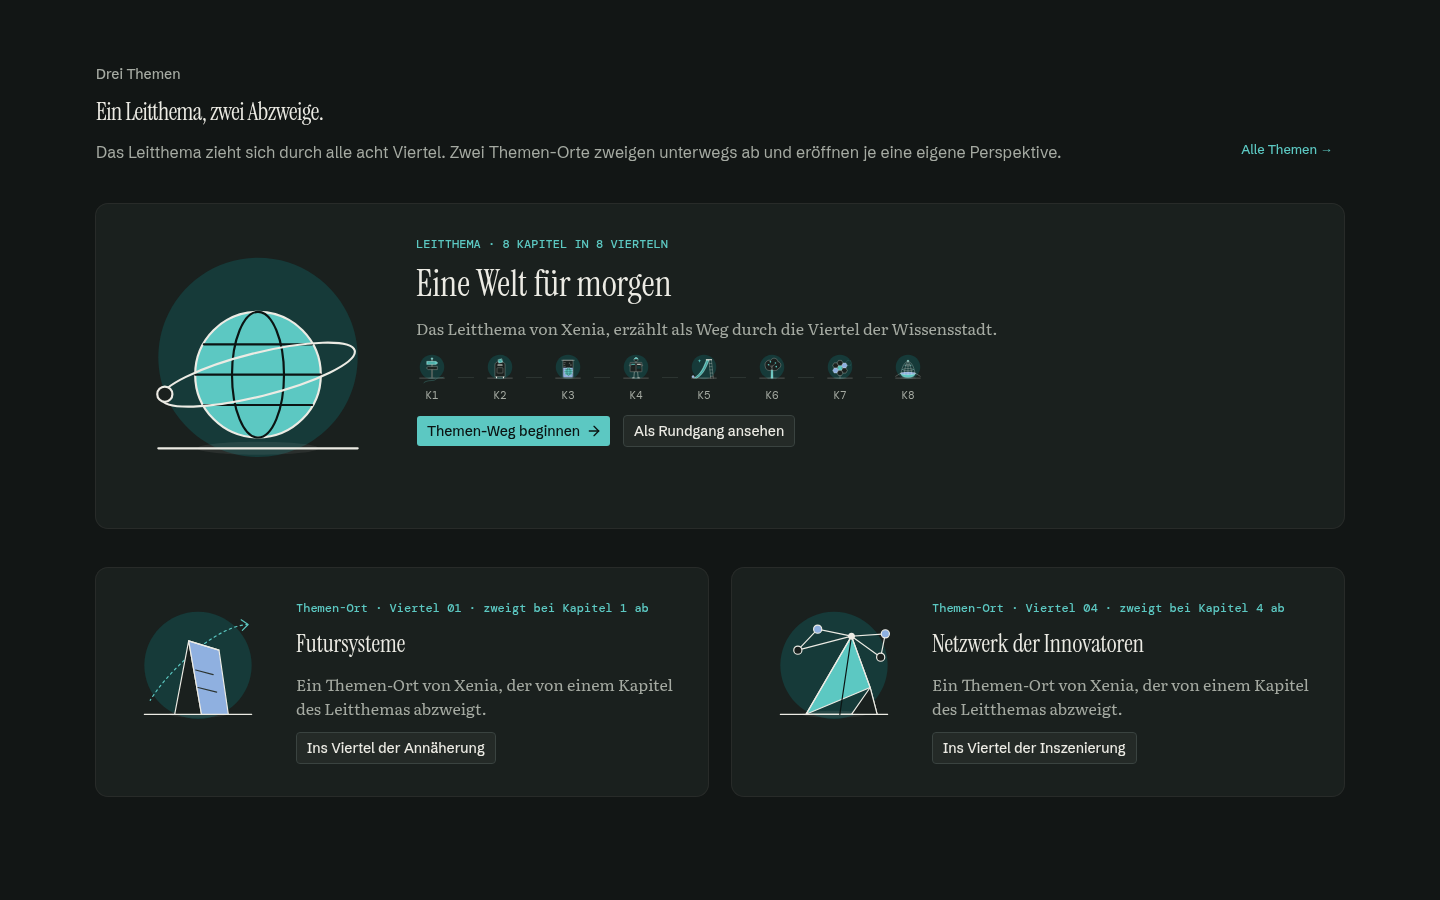 Drei Themen
Ein Leitthema, zwei Abzweige.
Das Leitthema zieht sich durch alle acht Viertel. Zwei Themen-Orte zweigen unterwegs ab und eröffnen je eine eigene Perspektive.
Alle Themen →
LEITTHEMA · 8 KAPITEL IN 8 VIERTELN
Eine Welt für morgen
Das Leitthema von Xenia, erzählt als Weg durch die Viertel der Wissensstadt.
K1 K2 K3 K4 K5 K6 K7 K8
Themen-Weg beginnen → Als Rundgang ansehen
Themen-Ort · Viertel 01 · zweigt bei Kapitel 1 ab
Futursysteme
Ein Themen-Ort von Xenia, der von einem Kapitel
des Leitthemas abzweigt.
Ins Viertel der Annäherung
Themen-Ort · Viertel 04 · zweigt bei Kapitel 4 ab
Netzwerk der Innovatoren
Ein Themen-Ort von Xenia, der von einem Kapitel
des Leitthemas abzweigt.
Ins Viertel der Inszenierung